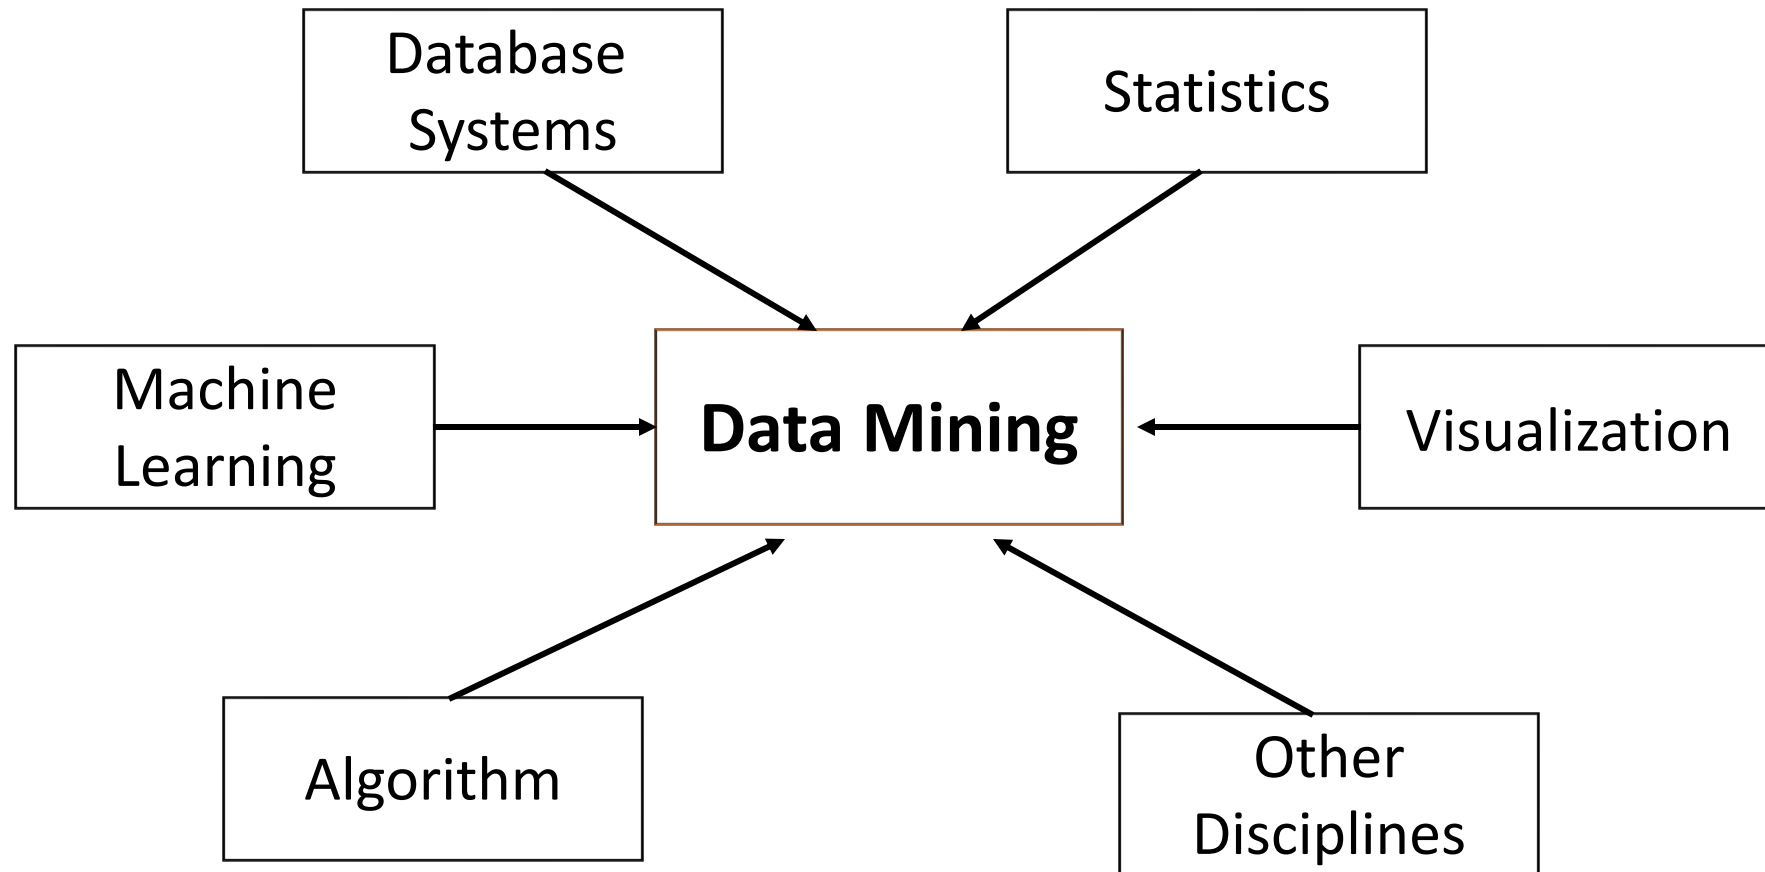 Database
Systems
Statistics
Machine
Learning
Data Mining
Visualization
Algorithm
Other
Disciplines